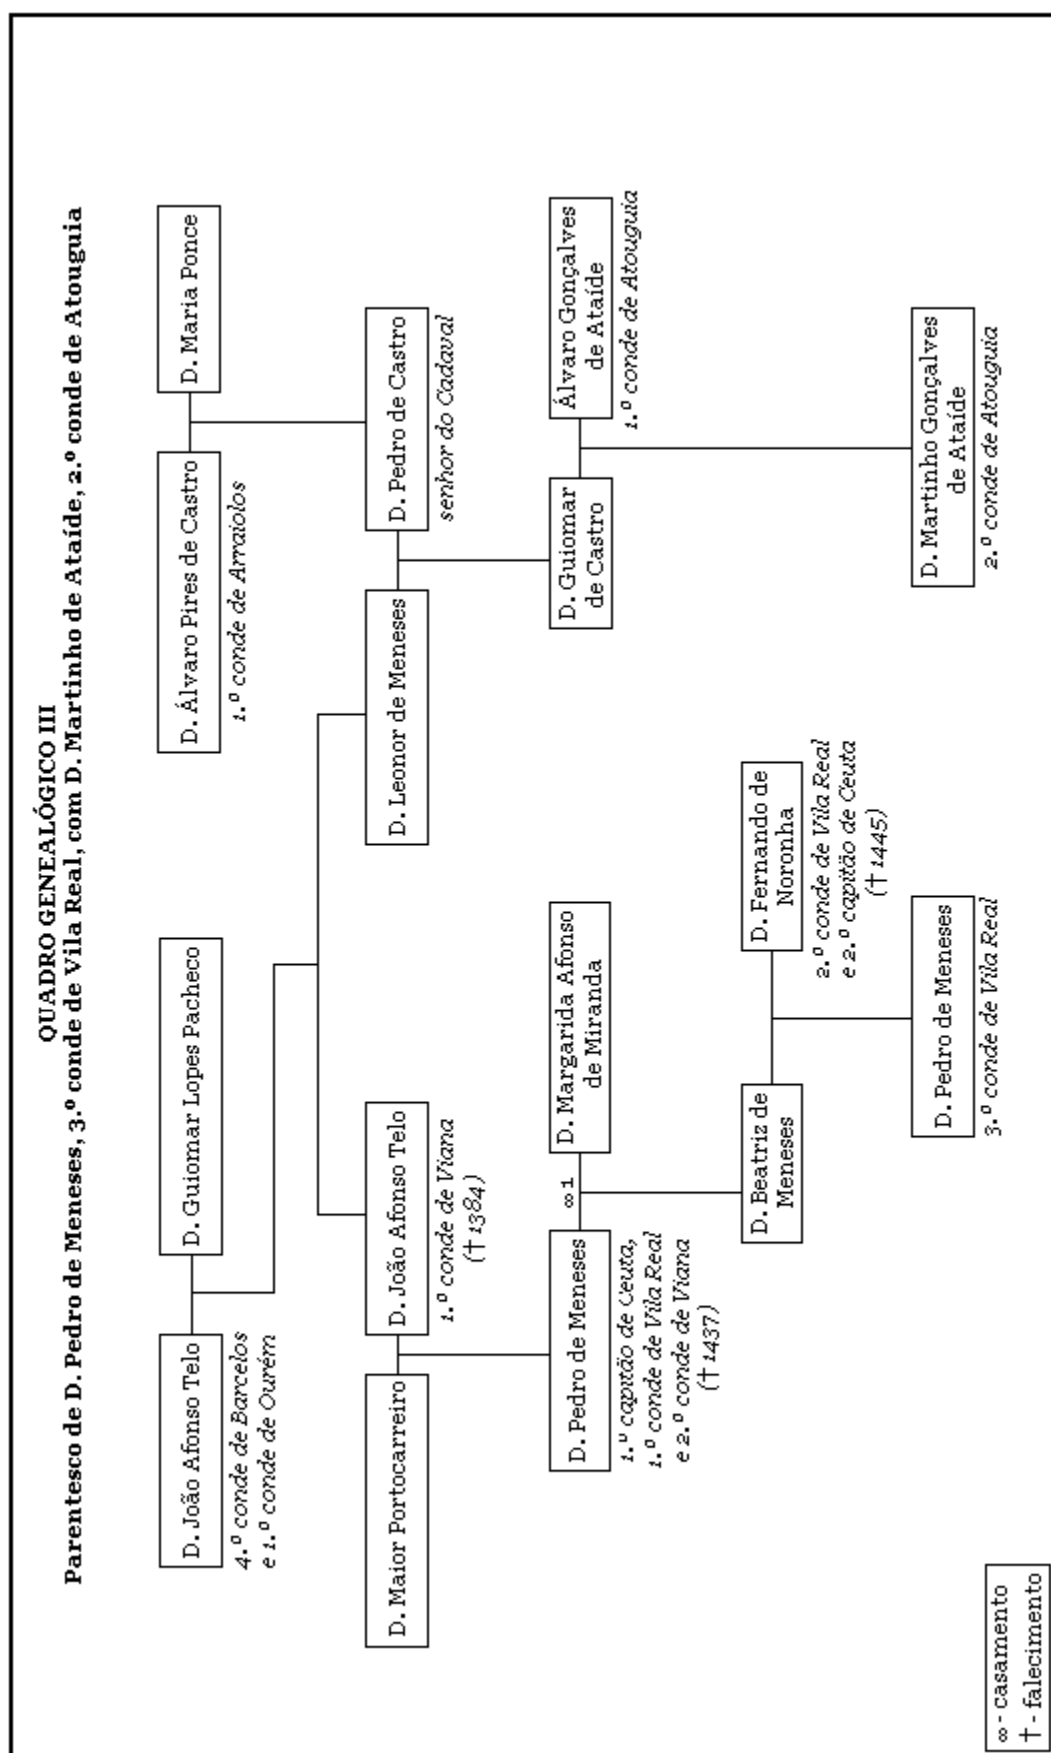 QUADRO GENEALÓGICO III
Parentesco de D. Pedro de Meneses, 3.º conde de Vila Real, com D. Martinho de Ataíde, 2.º conde de Atouguia
D. João Afonso Telo
4.º conde de Barcelos
e 1.º conde de Ourém
D. Guiomar Lopes Pacheco
D. Álvaro Pires de Castro
1.º conde de Arraiolos
D. Maria Ponce
D. Maior Portocarreiro
D. João Afonso Telo
1.º conde de Viana
(† 1384)
D. Leonor de Meneses
D. Pedro de Castro
senhor do Cadaval
D. Pedro de Meneses
1.º capitão de Ceuta,
1.º conde de Vila Real
e 2.º conde de Viana
(† 1437)
∞ 1
D. Margarida Afonso
de Miranda
D. Guiomar
de Castro
Álvaro Gonçalves
de Ataíde
1.º conde de Atouguia
D. Beatriz de
Meneses
D. Fernando de
Noronha
2.º conde de Vila Real
e 2.º capitão de Ceuta
(† 1445)
D. Pedro de Meneses
3.º conde de Vila Real
D. Martinho Gonçalves
de Ataíde
2.º conde de Atouguia
∞ - casamento
† - falecimento